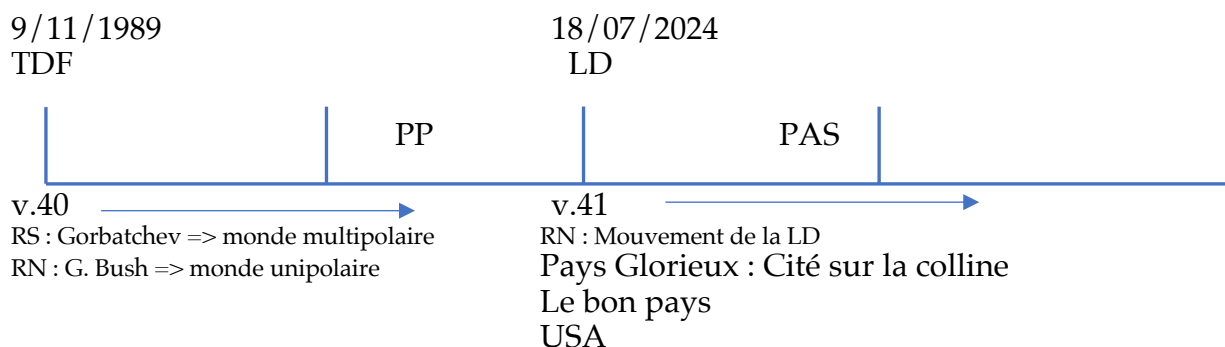 9/11/1989
18/07/2024
TDF
LD
PP
PAS
v.40
v.41
RS : Gorbatchev => monde multipolaire
RN : Mouvement de la LD
RN : G. Bush => monde unipolaire
Pays Glorieux : Cité sur la colline
Le bon pays
USA